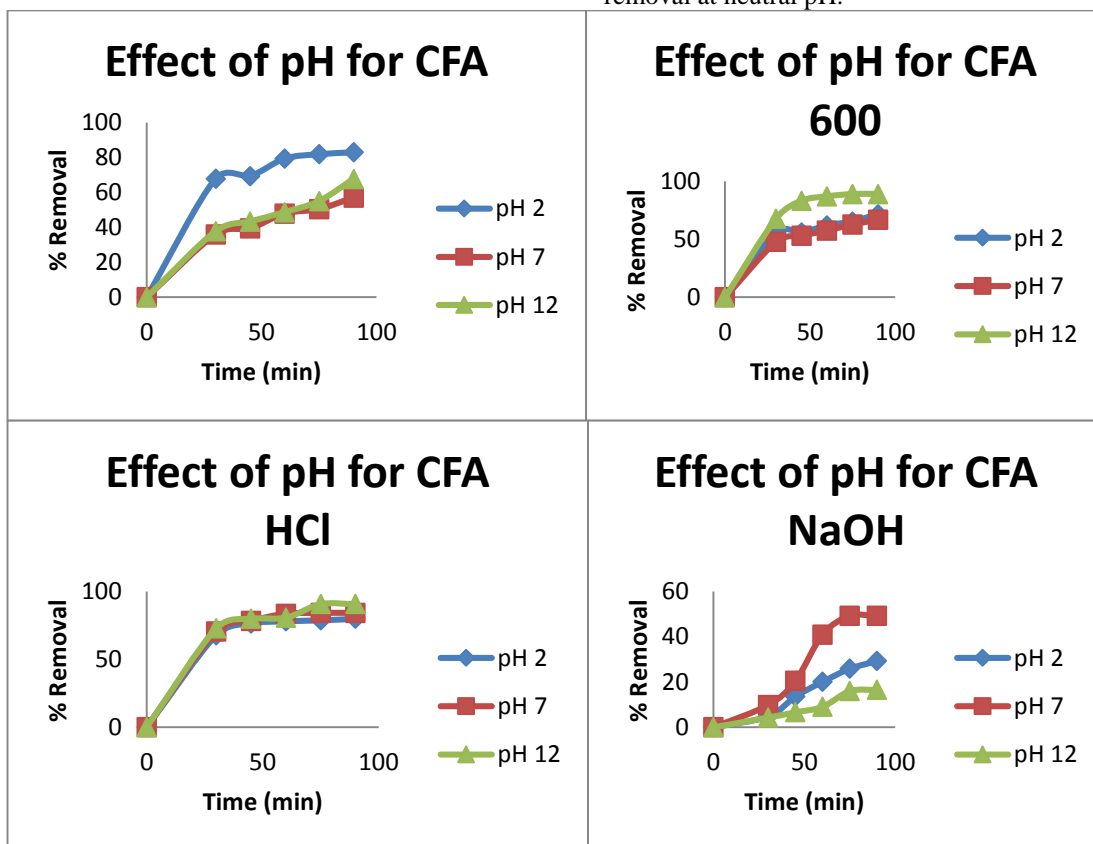 removal at neutral pH.
Effect of pH for CFA
100
80
60
40
20
0
% Removal
0
50
100
Time (min)
pH 2
pH 7
pH 12
Effect of pH for CFA
600
100
50
0
% Removal
0
50
100
Time (min)
pH 2
pH 7
pH 12
Effect of pH for CFA
HCl
100
50
0
% Removal
0
50
100
Time (min)
pH 2
pH 7
pH 12
Effect of pH for CFA
NaOH
60
40
20
0
% Removal
0
50
100
Time (min)
pH 2
pH 7
pH 12